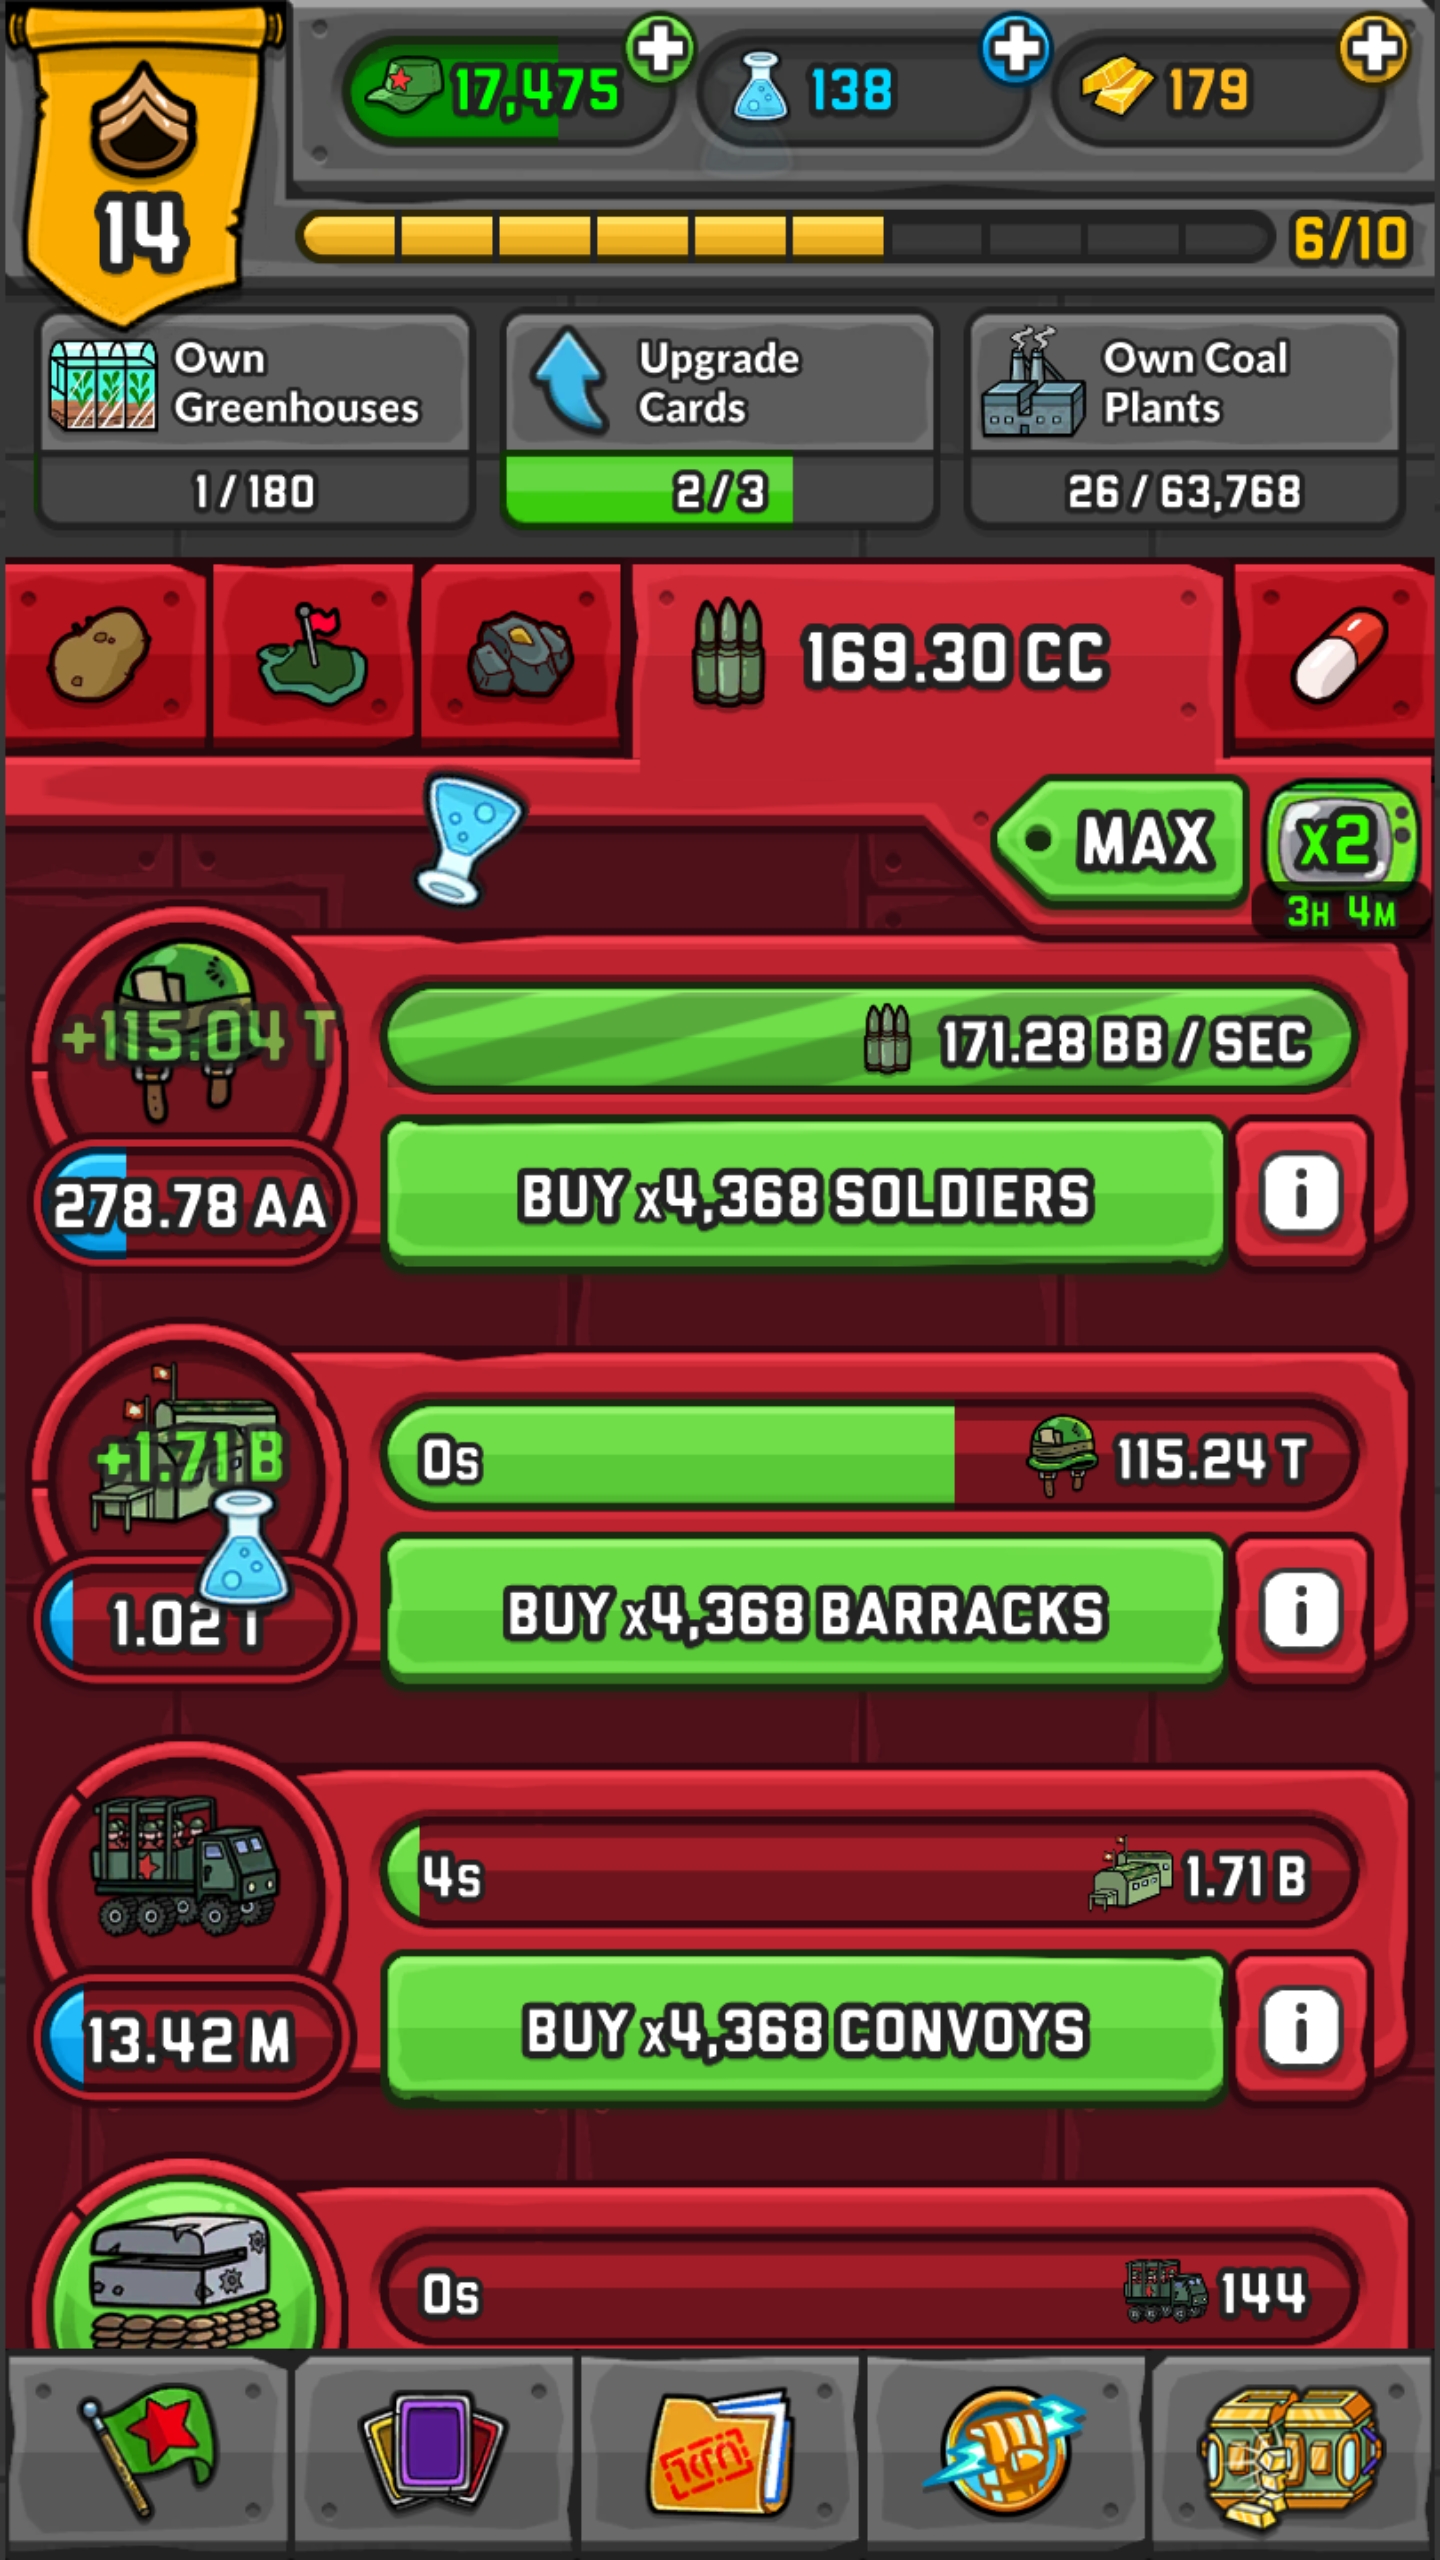 14
17,475
138
179
6/10
Own
Greenhouses
1/180
Upgrade
Cards
2/3
Own Coal
Plants
26/63,768
169.30 CC
MAX
x2
3H 4M
+115.04 T
171.28 BB / SEC
278.78 AA
BUY x4,368 SOLDIERS
+1.71 B
0s
115.24 T
1.02 T
BUY x4,368 BARRACKS
4s
1.71 B
13.42 M
BUY x4,368 CONVOYS
0s
144